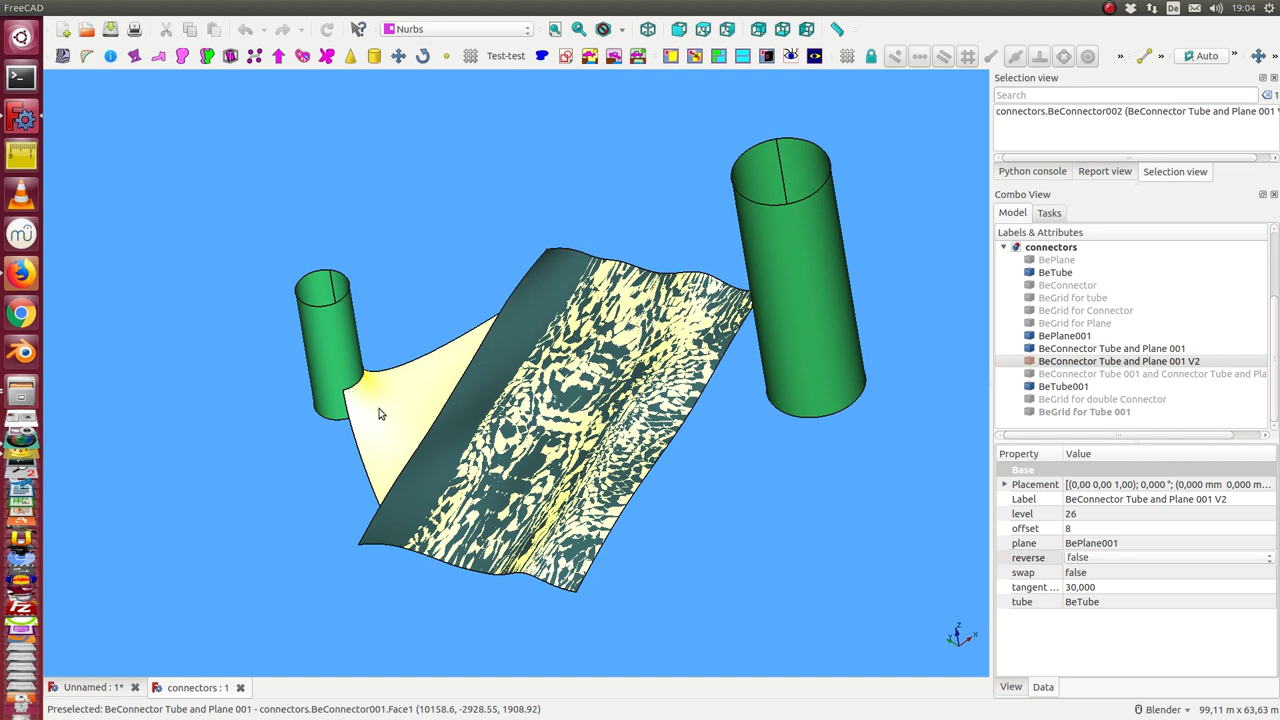 FreeCAD
De
19:04
Nurbs
Test-test
Auto
Selection view
Search
1
connectors.BeConnector002 (BeConnector Tube and Plane 001 V
Python console
Report view
Selection view
Combo View
Model
Tasks
Labels & Attributes
connectors
BePlane
BeTube
BeConnector
BeGrid for tube
BeGrid for Connector
BeGrid for Plane
BePlane001
BeConnector Tube and Plane 001
BeConnector Tube and Plane 001 V2
BeConnector Tube 001 and Connector Tube and Pla
BeTube001
BeGrid for double Connector
BeGrid for Tube 001
Property Value
Base
Placement [(0,00 0,00 1,00); 0,000 °; (0,000 mm 0,000 m...
Label BeConnector Tube and Plane 001 V2
level 26
offset 8
plane BePlane001
reverse false
swap false
tangent ... 30,000
tube BeTube
View
Data
Unnamed : 1*
connectors : 1
Preselected: BeConnector Tube and Plane 001 - connectors.BeConnector001.Face1 (10158.6, -2928.55, 1908.92)
Blender
99,11 m x 63,63 m